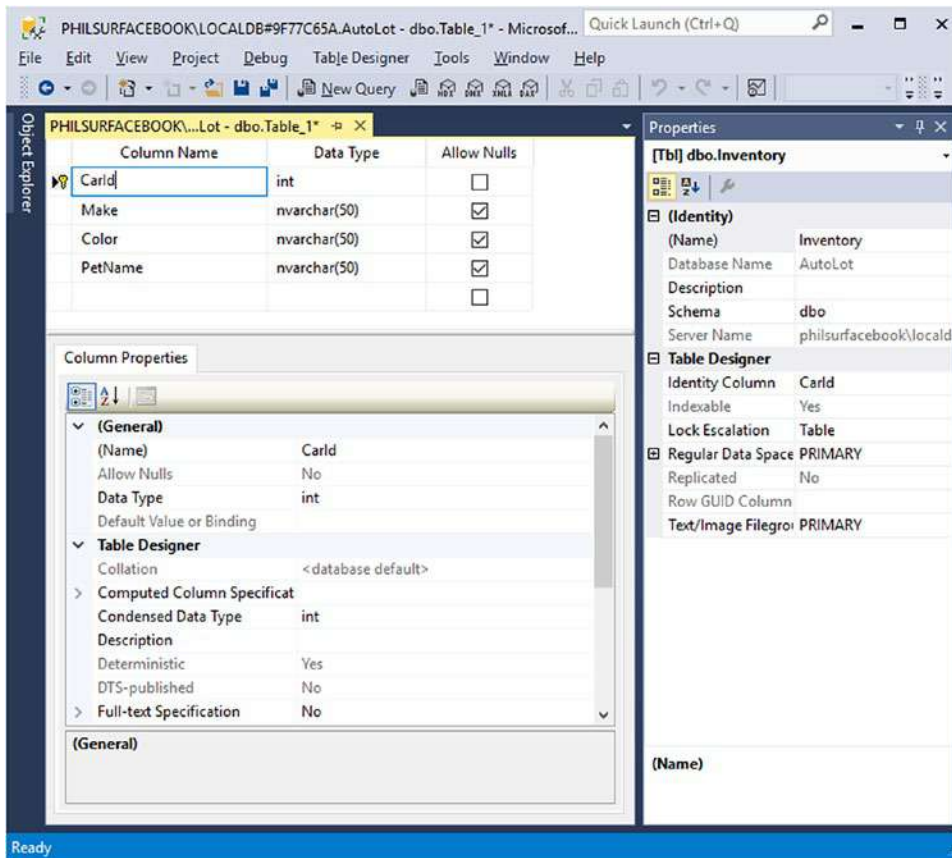 PHILSURFACEBOOK\LOCALDB#9F77C65A.AutoLot - dbo.Table_1* - Microsof... Quick Launch (Ctrl+Q)
File Edit View Project Debug Table Designer Tools Window Help
New Query MDX DMX XMLA DAX
Object Explorer
PHILSURFACEBOOK\...Lot - dbo.Table_1*
Column Name Data Type Allow Nulls
CarId int
Make nvarchar(50)
Color nvarchar(50)
PetName nvarchar(50)
Column Properties
(General)
(Name) CarId
Allow Nulls No
Data Type int
Default Value or Binding
Table Designer
Collation <database default>
Computed Column Specificat
Condensed Data Type int
Description
Deterministic Yes
DTS-published No
Full-text Specification No
(General)
Properties
[Tbl] dbo.Inventory
(Identity)
(Name) Inventory
Database Name AutoLot
Description
Schema dbo
Server Name philsurfacebook\locald
Table Designer
Identity Column CarId
Indexable Yes
Lock Escalation Table
Regular Data Space PRIMARY
Replicated No
Row GUID Column
Text/Image Filegro PRIMARY
(Name)
Ready